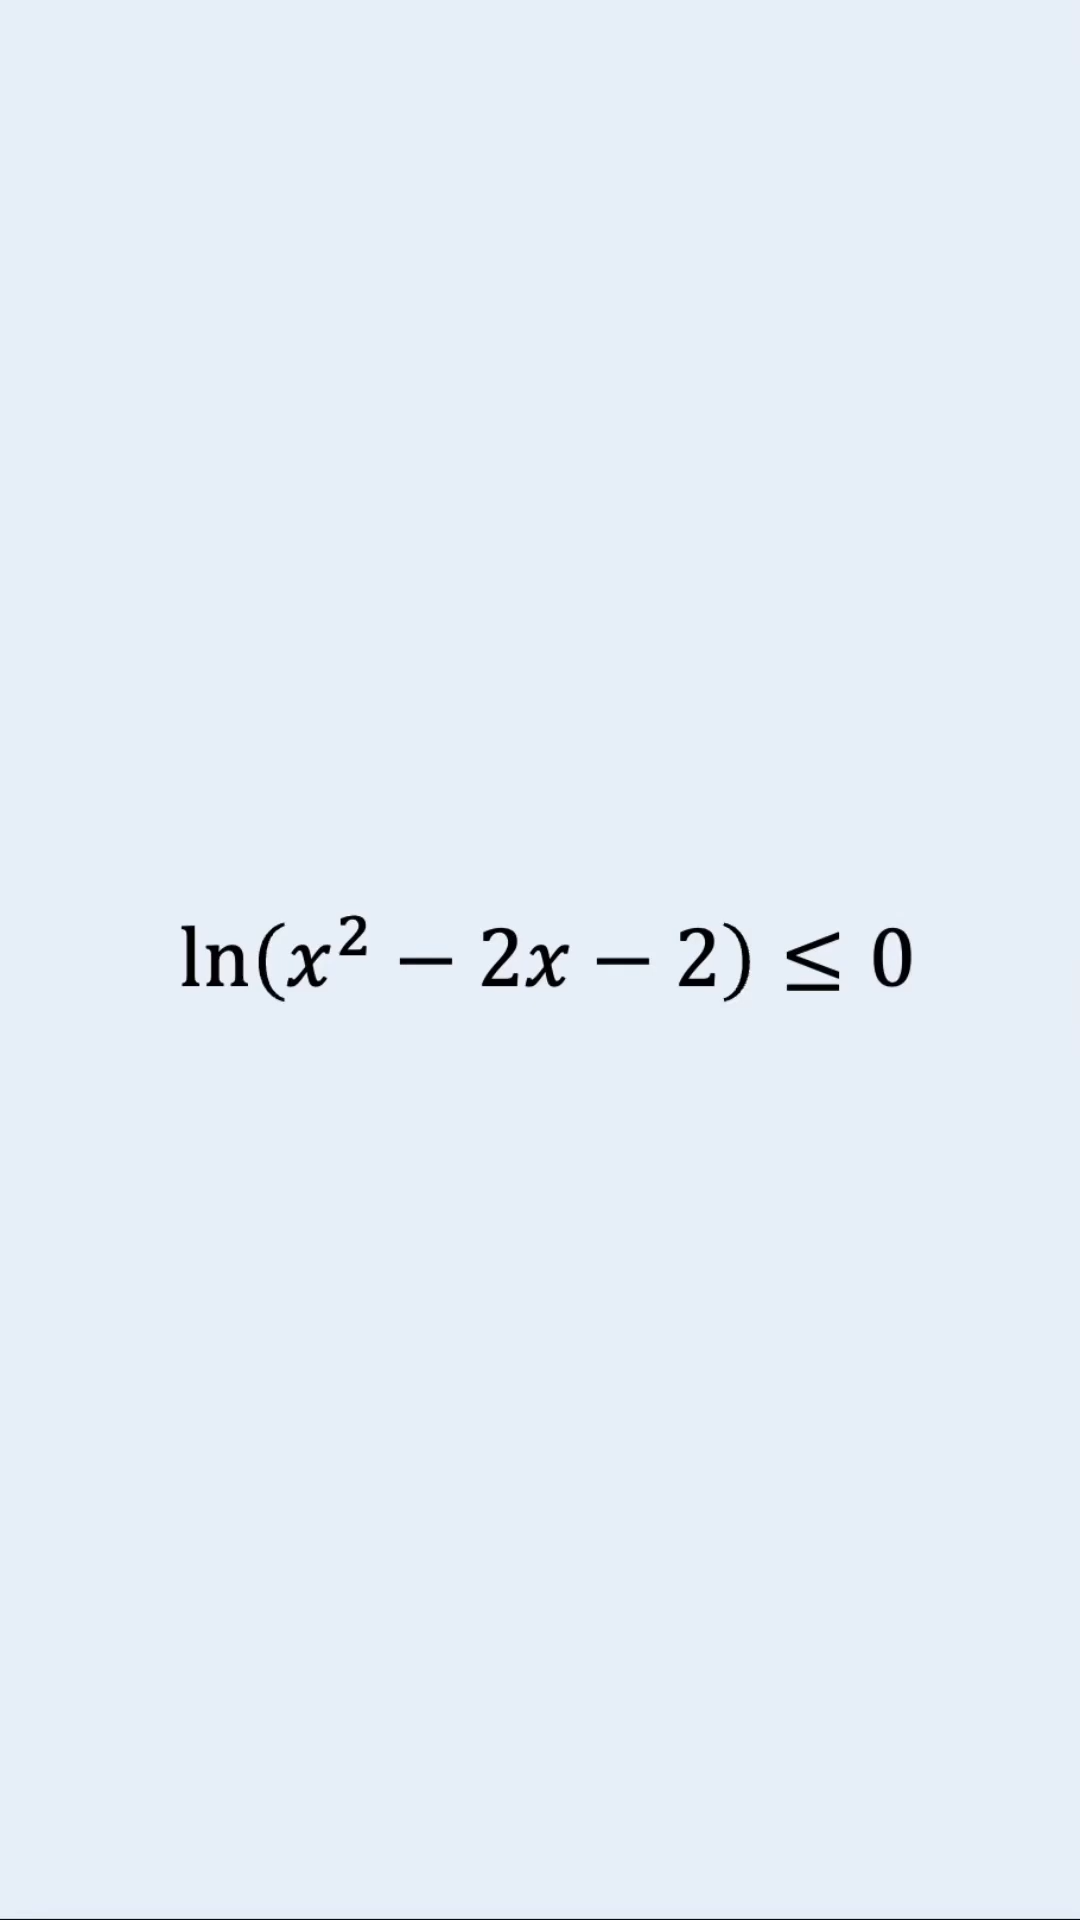 ln(x² − 2x − 2) ≤ 0